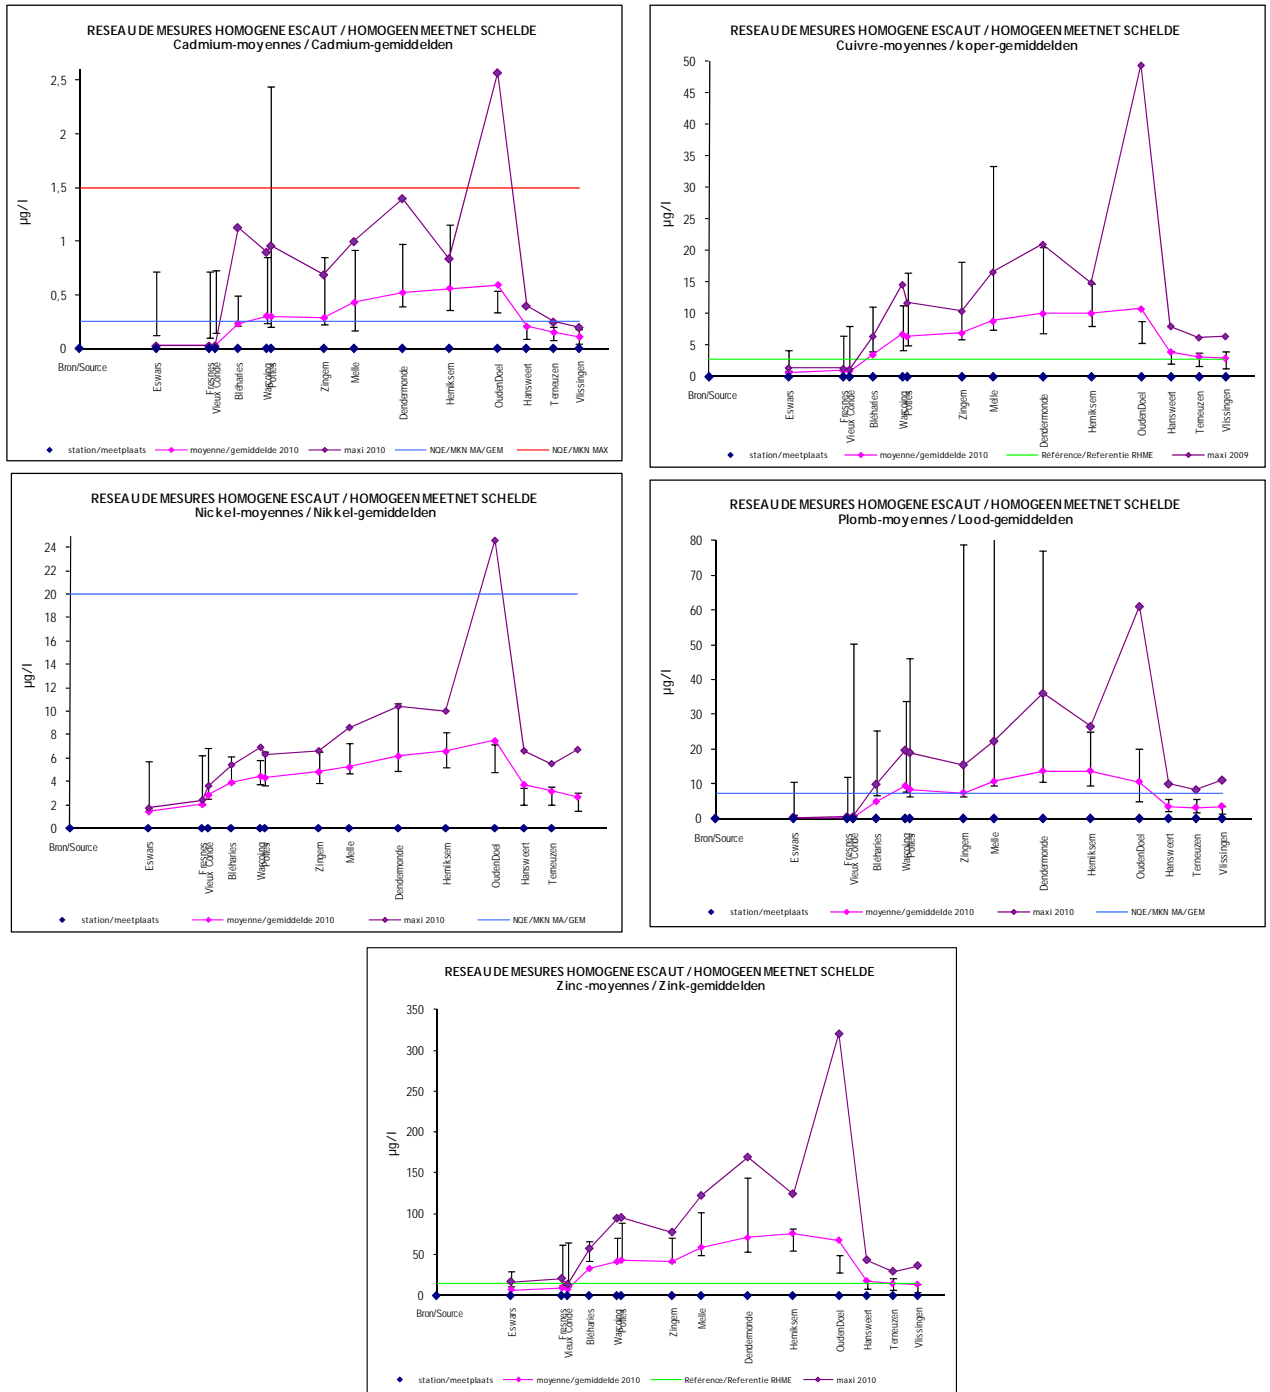 RESEAU DE MESURES HOMOGENE ESCAUT / HOMOGEEN MEETNET SCHELDE
Cadmium-moyennes / Cadmium-gemiddelden
µg/l
2,5
2
1,5
1
0,5
0
Bron/Source
Eswars
Fresnes
Vieux Condé
Bléharies
Warcoing
Pottes
Zingem
Melle
Dendermonde
Hemiksem
OudenDoel
Hansweert
Terneuzen
Vlissingen
station/meetplaats
moyenne/gemiddelde 2010
maxi 2010
NQE/MKN MA/GEM
NQE/MKN MAX
RESEAU DE MESURES HOMOGENE ESCAUT / HOMOGEEN MEETNET SCHELDE
Cuivre-moyennes / koper-gemiddelden
µg/l
50
45
40
35
30
25
20
15
10
5
0
Bron/Source
Eswars
Fresnes
Vieux Condé
Bléharies
Warcoing
Pottes
Zingem
Melle
Dendermonde
Hemiksem
OudenDoel
Hansweert
Terneuzen
Vlissingen
station/meetplaats
moyenne/gemiddelde 2010
Référence/Referentie RHME
maxi 2009
RESEAU DE MESURES HOMOGENE ESCAUT / HOMOGEEN MEETNET SCHELDE
Nickel-moyennes / Nikkel-gemiddelden
µg/l
24
22
20
18
16
14
12
10
8
6
4
2
0
Bron/Source
Eswars
Fresnes
Vieux Condé
Bléharies
Warcoing
Pottes
Zingem
Melle
Dendermonde
Hemiksem
OudenDoel
Hansweert
Terneuzen
station/meetplaats
moyenne/gemiddelde 2010
maxi 2010
NQE/MKN MA/GEM
RESEAU DE MESURES HOMOGENE ESCAUT / HOMOGEEN MEETNET SCHELDE
Plomb-moyennes / Lood-gemiddelden
µg/l
80
70
60
50
40
30
20
10
0
Bron/Source
Eswars
Fresnes
Vieux Condé
Bléharies
Warcoing
Pottes
Zingem
Melle
Dendermonde
Hemiksem
OudenDoel
Hansweert
Terneuzen
Vlissingen
station/meetplaats
moyenne/gemiddelde 2010
maxi 2010
NQE/MKN MA/GEM
RESEAU DE MESURES HOMOGENE ESCAUT / HOMOGEEN MEETNET SCHELDE
Zinc-moyennes / Zink-gemiddelden
µg/l
350
300
250
200
150
100
50
0
Bron/Source
Eswars
Fresnes
Vieux Condé
Bléharies
Warcoing
Pottes
Zingem
Melle
Dendermonde
Hemiksem
OudenDoel
Hansweert
Terneuzen
Vlissingen
station/meetplaats
moyenne/gemiddelde 2010
Référence/Referentie RHME
maxi 2010